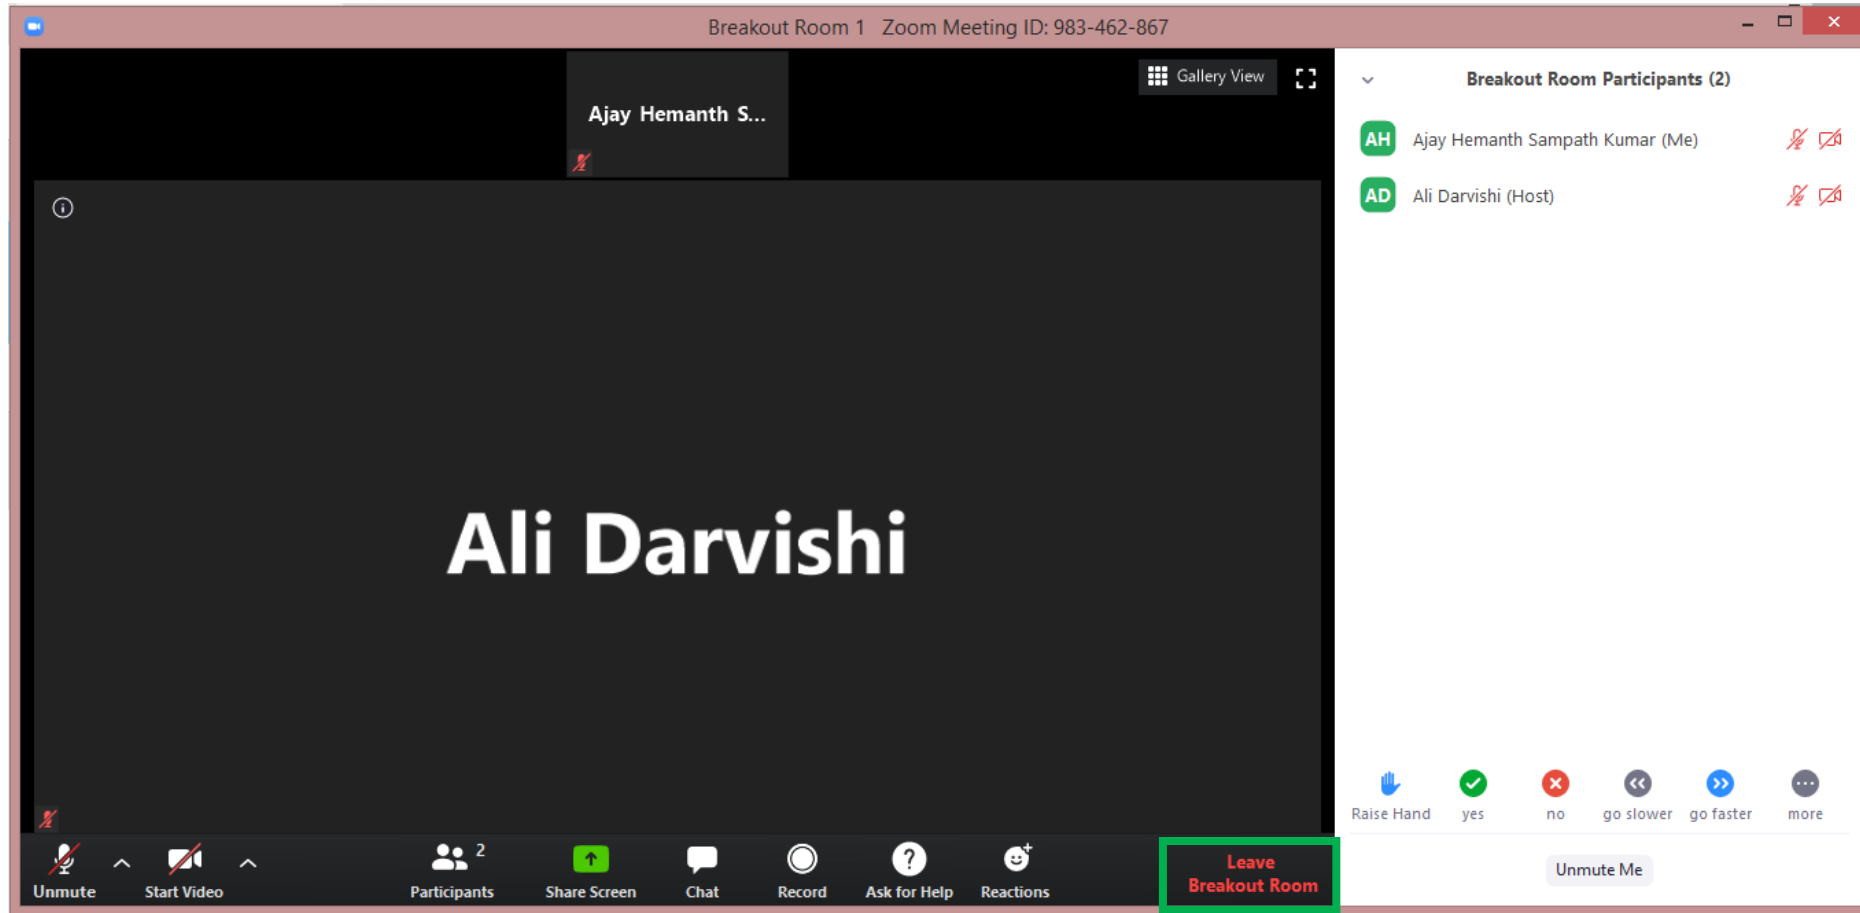 Breakout Room 1 Zoom Meeting ID: 983-462-867
Ajay Hemanth S...
Gallery View
Ali Darvishi
Unmute
Start Video
2
Participants
Share Screen
Chat
Record
Ask for Help
Reactions
Leave
Breakout Room
Breakout Room Participants (2)
AH Ajay Hemanth Sampath Kumar (Me)
AD Ali Darvishi (Host)
Raise Hand yes no go slower go faster more
Unmute Me